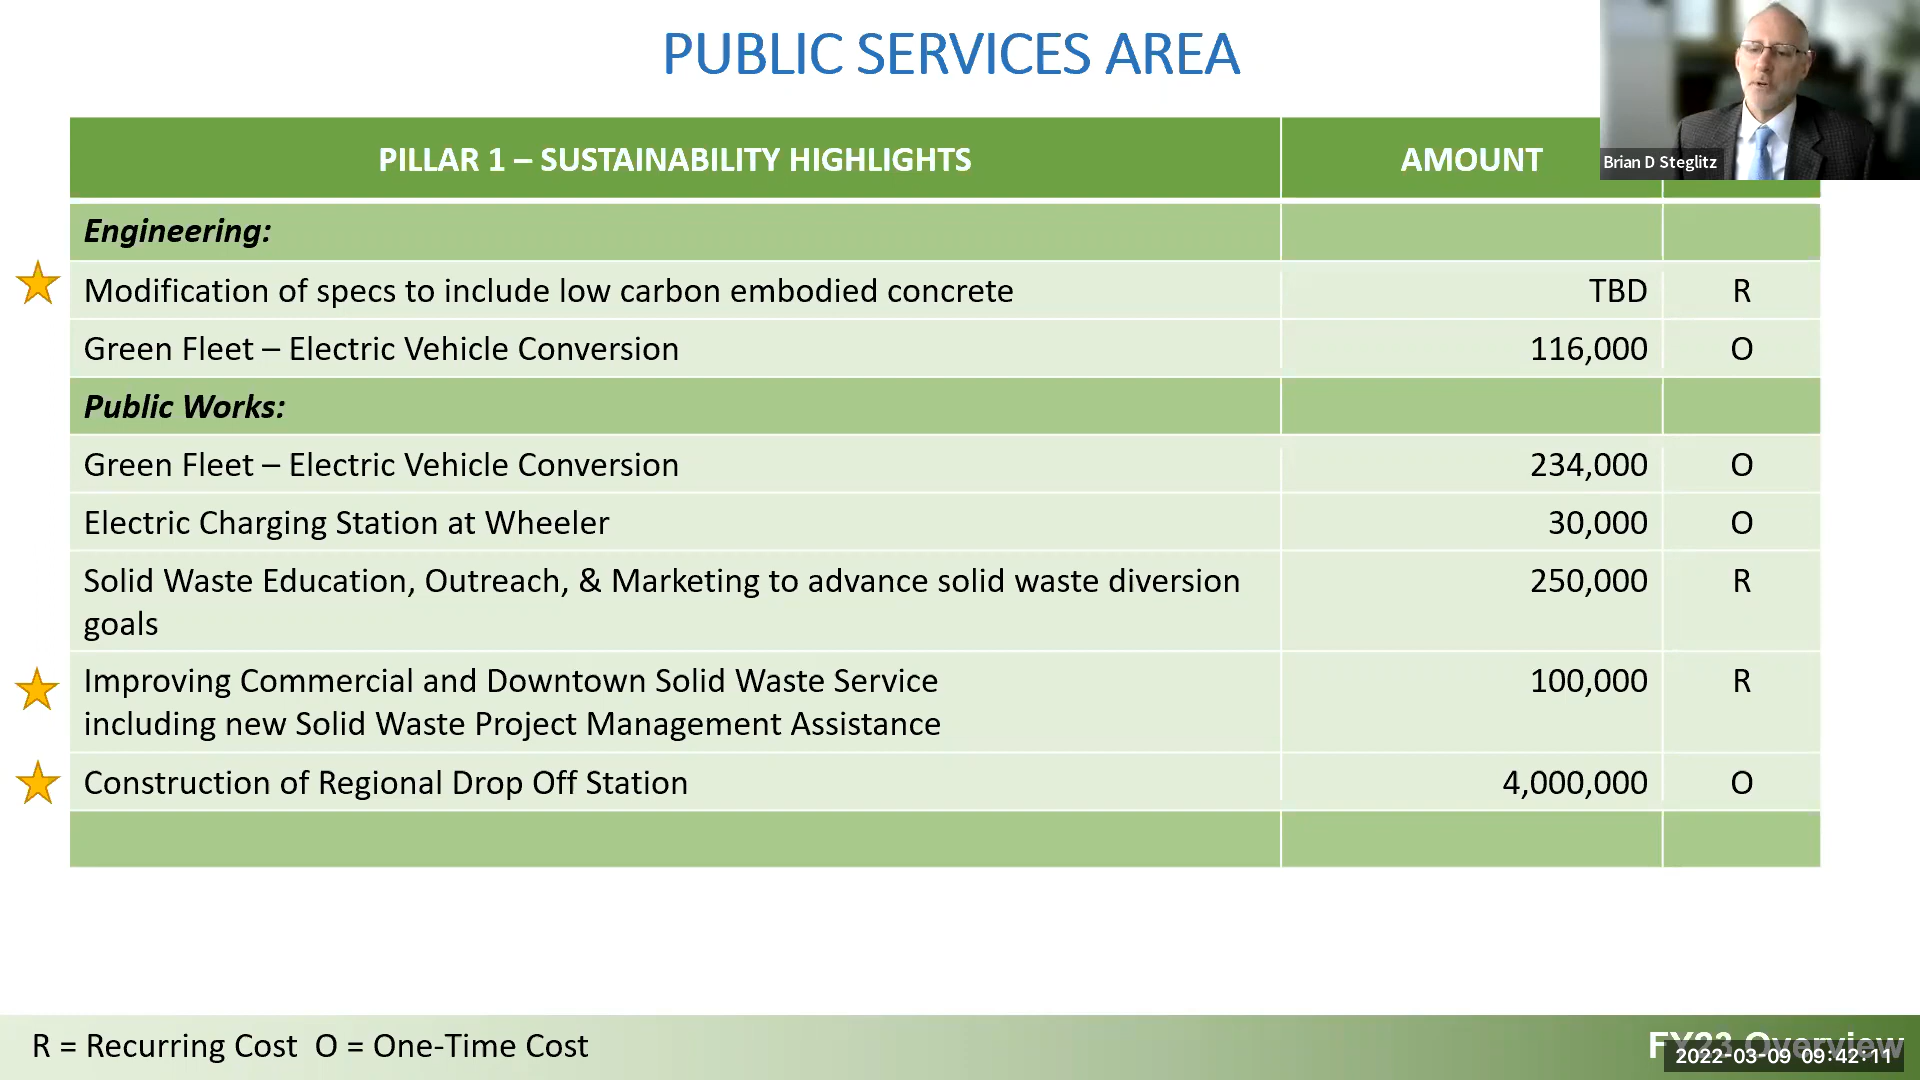 PUBLIC SERVICES AREA
Brian D Steglitz
PILLAR 1 – SUSTAINABILITY HIGHLIGHTS AMOUNT
Engineering:
Modification of specs to include low carbon embodied concrete TBD R
Green Fleet – Electric Vehicle Conversion 116,000 O
Public Works:
Green Fleet – Electric Vehicle Conversion 234,000 O
Electric Charging Station at Wheeler 30,000 O
Solid Waste Education, Outreach, & Marketing to advance solid waste diversion 250,000 R
goals
Improving Commercial and Downtown Solid Waste Service 100,000 R
including new Solid Waste Project Management Assistance
Construction of Regional Drop Off Station 4,000,000 O
R = Recurring Cost O = One-Time Cost
FY23 Overview
2022-03-09 09:42:11